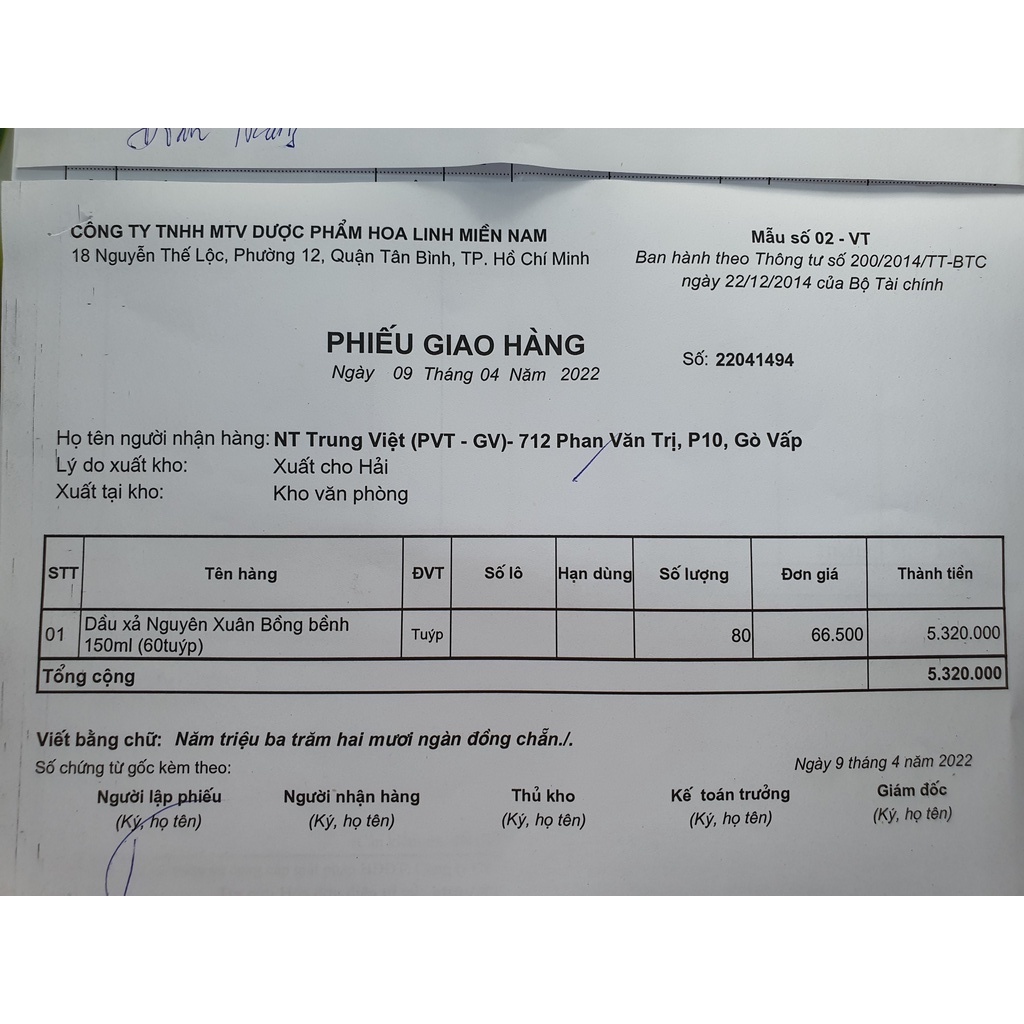 CÔNG TY TNHH MTV DƯỢC PHẨM HOA LINH MIỀN NAM
18 Nguyễn Thế Lộc, Phường 12, Quận Tân Bình, TP. Hồ Chí Minh
Mẫu số 02 - VT
Ban hành theo Thông tư số 200/2014/TT-BTC
ngày 22/12/2014 của Bộ Tài chính
PHIẾU GIAO HÀNG
Ngày 09 Tháng 04 Năm 2022
Số: 22041494
Họ tên người nhận hàng: NT Trung Việt (PVT - GV)- 712 Phan Văn Trị, P10, Gò Vấp
Lý do xuất kho: Xuất cho Hải
Xuất tại kho: Kho văn phòng
STT Tên hàng ĐVT Số lô Hạn dùng Số lượng Đơn giá Thành tiền
01 Dầu xả Nguyên Xuân Bồng bềnh 150ml (60tuýp) Tuýp 80 66.500 5.320.000
Tổng cộng 5.320.000
Viết bằng chữ: Năm triệu ba trăm hai mươi ngàn đồng chẵn./.
Số chứng từ gốc kèm theo:
Ngày 9 tháng 4 năm 2022
Người lập phiếu Người nhận hàng Thủ kho Kế toán trưởng Giám đốc
(Ký, họ tên) (Ký, họ tên) (Ký, họ tên) (Ký, họ tên) (Ký, họ tên)